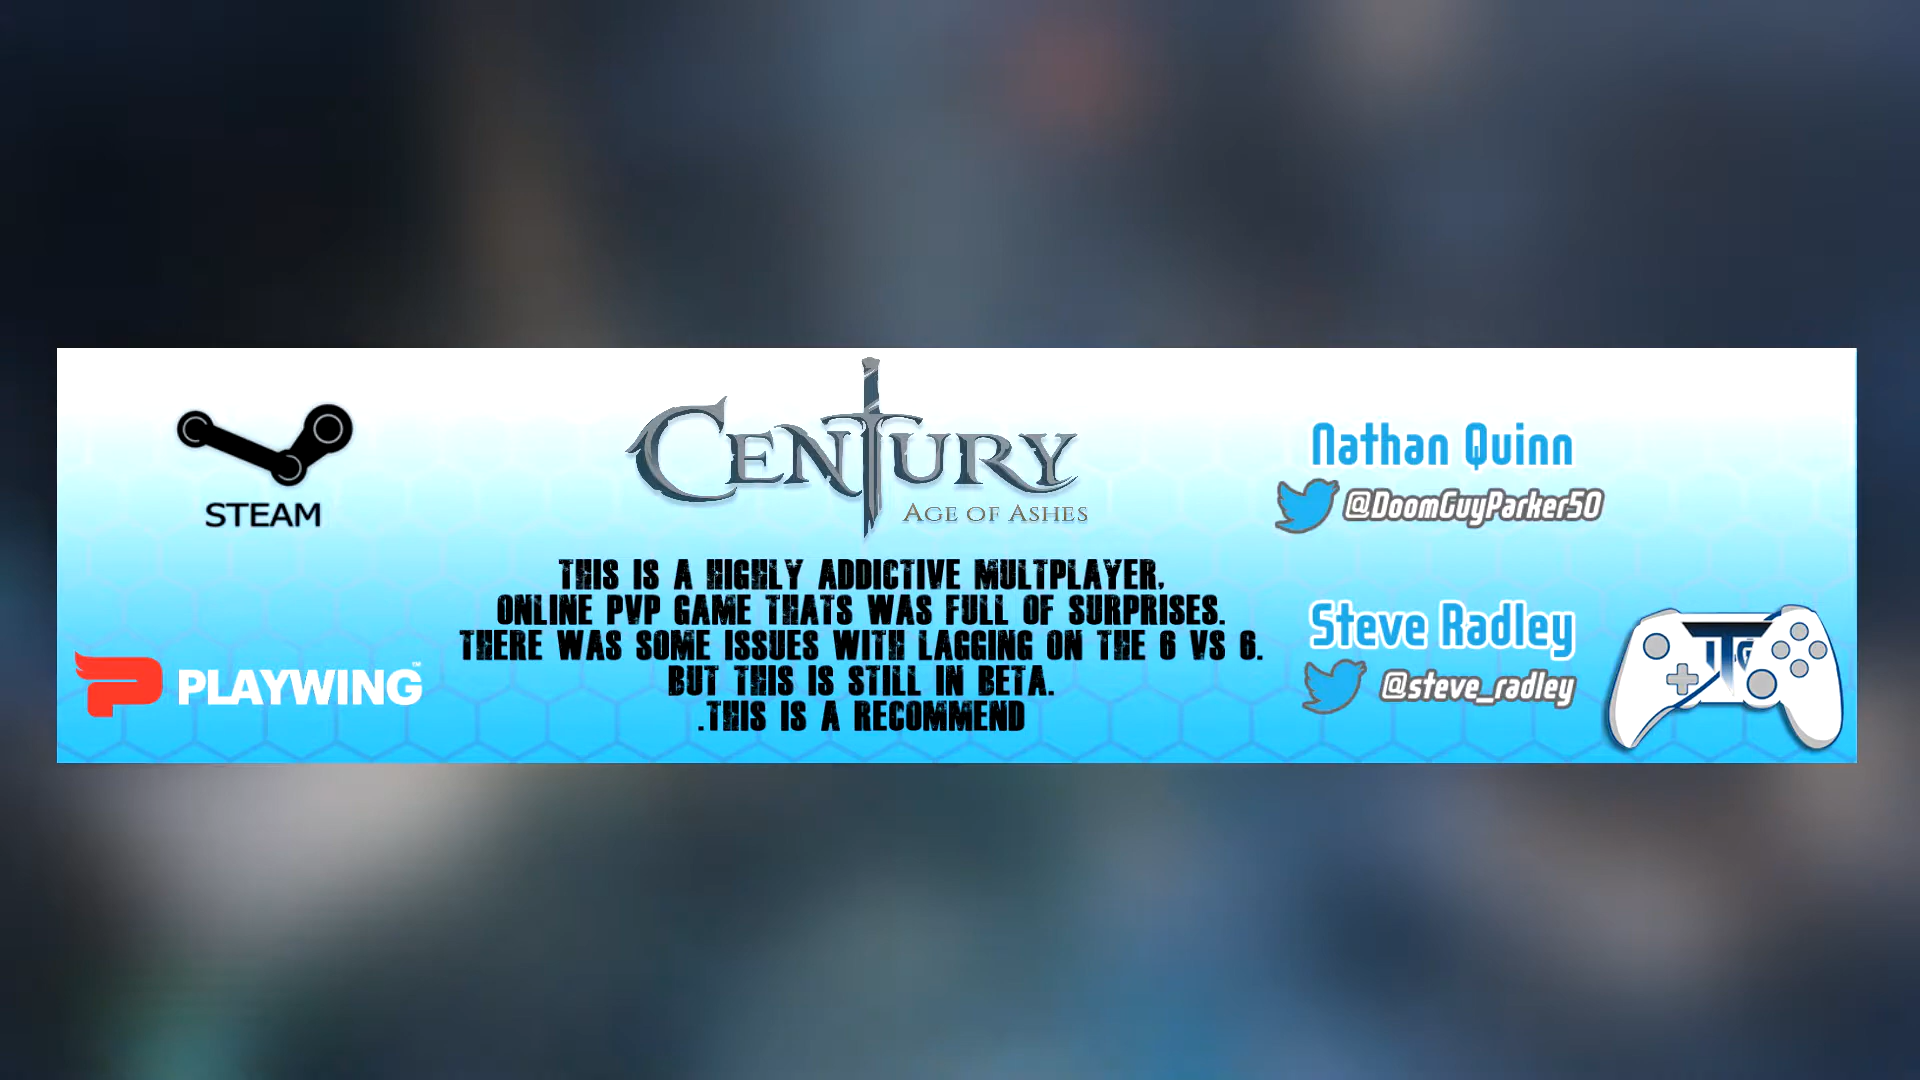 STEAM
CENTURY
AGE OF ASHES
THIS IS A HIGHLY ADDICTIVE MULTPLAYER,
ONLINE PVP GAME THATS WAS FULL OF SURPRISES.
THERE WAS SOME ISSUES WITH LAGGING ON THE 6 VS 6.
BUT THIS IS STILL IN BETA.
.THIS IS A RECOMMEND
PLAYWING™
Nathan Quinn
@DoomGuyParker50
Steve Radley
@steve_radley